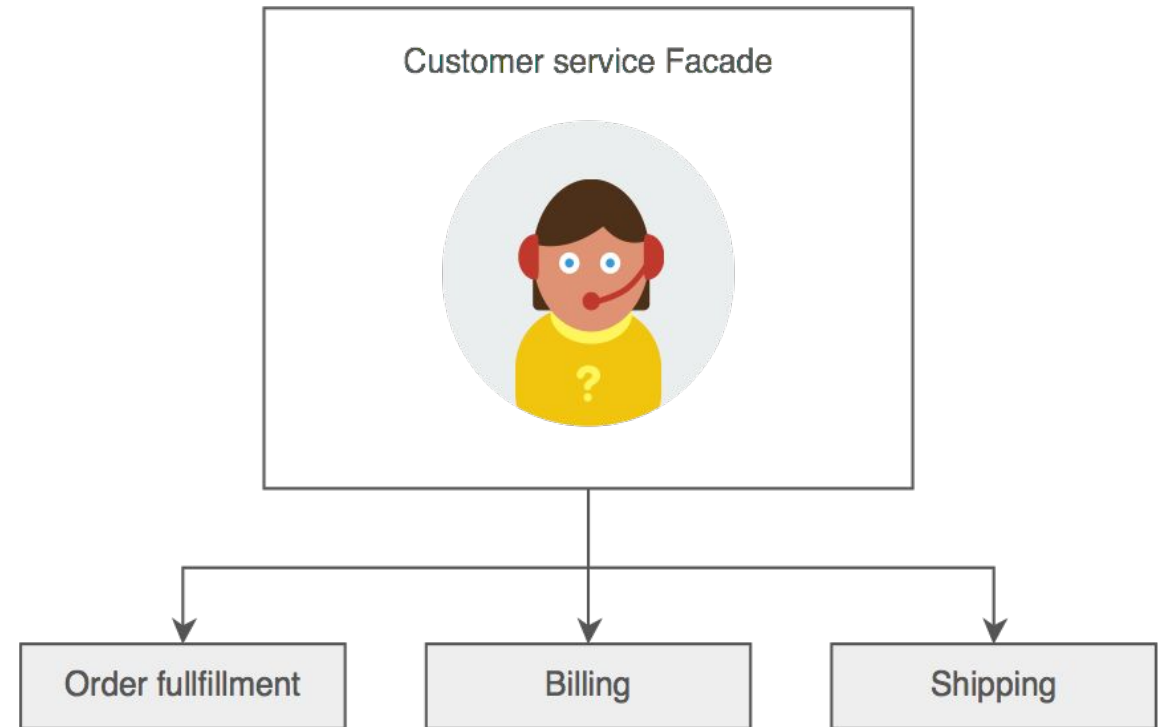 Customer service Facade
?
Order fullfillment
Billing
Shipping